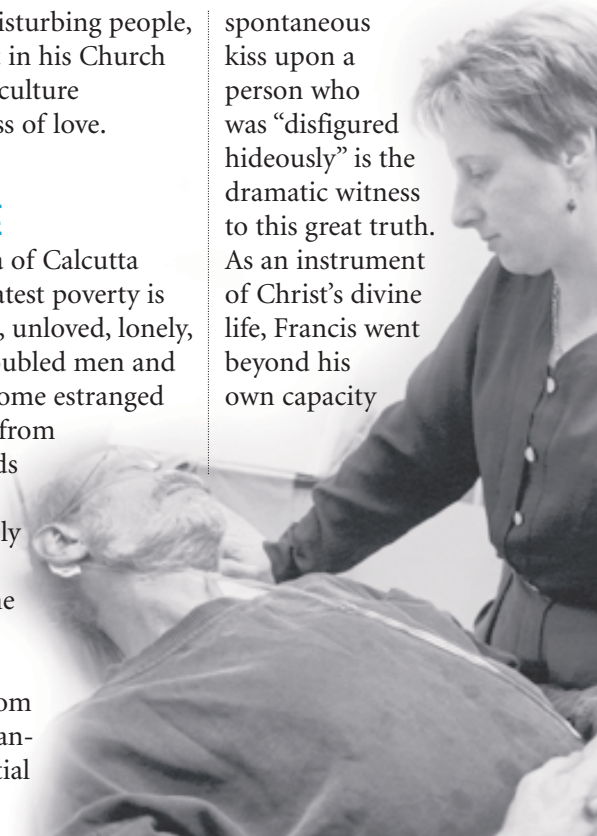 isturbing people,
in his Church
culture
ss of love.
a of Calcutta
atest poverty is
, unloved, lonely,
ubled men and
ome estranged
from
ds
ly
om
an-
tial
spontaneous
kiss upon a
person who
was “disfigured
hideously” is the
dramatic witness
to this great truth.
As an instrument
of Christ’s divine
life, Francis went
beyond his
own capacity